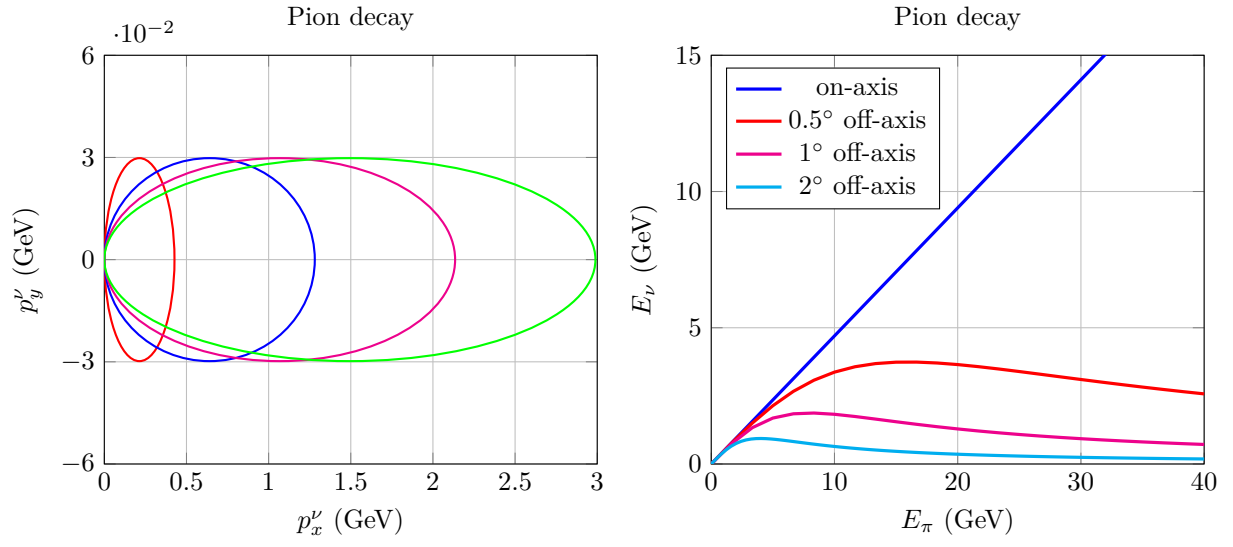 Pion decay
·10⁻²
6
3
0
−3
−6
0
0.5
1
1.5
2
2.5
3
p_y^ν (GeV)
p_x^ν (GeV)
Pion decay
on-axis
0.5° off-axis
1° off-axis
2° off-axis
15
10
5
0
0
10
20
30
40
E_ν (GeV)
E_π (GeV)